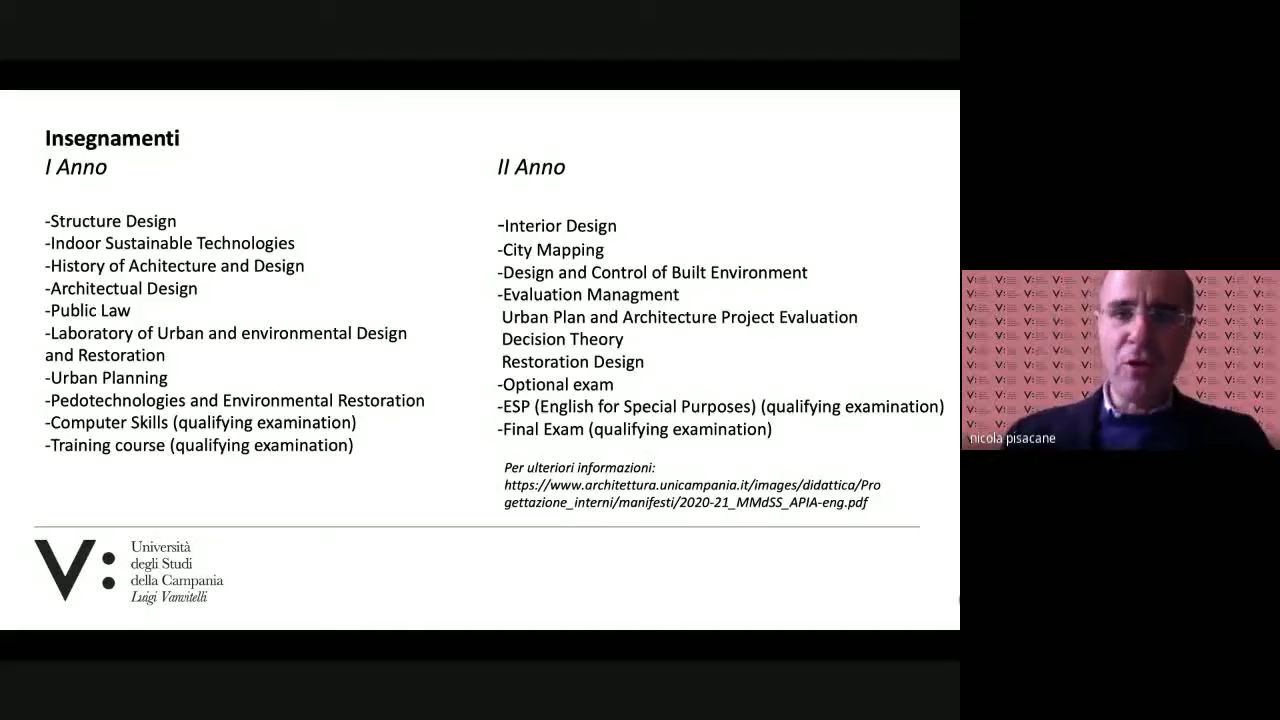 Insegnamenti
I Anno
-Structure Design
-Indoor Sustainable Technologies
-History of Achitecture and Design
-Architectual Design
-Public Law
-Laboratory of Urban and environmental Design
and Restoration
-Urban Planning
-Pedotechnologies and Environmental Restoration
-Computer Skills (qualifying examination)
-Training course (qualifying examination)
II Anno
-Interior Design
-City Mapping
-Design and Control of Built Environment
-Evaluation Managment
Urban Plan and Architecture Project Evaluation
Decision Theory
Restoration Design
-Optional exam
-ESP (English for Special Purposes) (qualifying examination)
-Final Exam (qualifying examination)
Per ulteriori informazioni:
https://www.architettura.unicampania.it/images/didattica/Pro
gettazione_interni/manifesti/2020-21_MMdSS_APIA-eng.pdf
V:
Università
degli Studi
della Campania
Luigi Vanvitelli
nicola pisacane